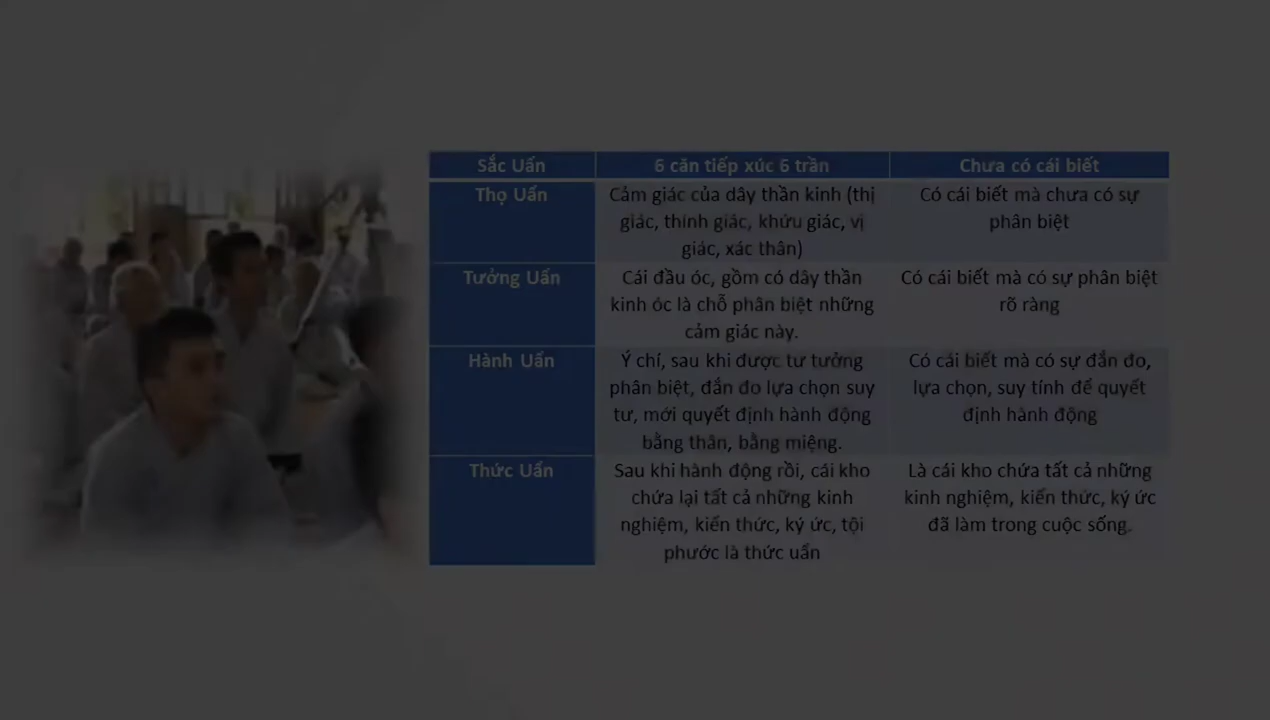 Sắc Uẩn
6 căn tiếp xúc 6 trần
Chưa có cái biết
Thọ Uẩn
Cảm giác của dây thần kinh (thị
giác, thính giác, khứu giác, vị
giác, xác thân)
Có cái biết mà chưa có sự
phân biệt
Tưởng Uẩn
Cái đầu óc, gồm có dây thần
kinh óc là chỗ phân biệt những
cảm giác này.
Có cái biết mà có sự phân biệt
rõ ràng
Hành Uẩn
Ý chí, sau khi được tư tưởng
phân biệt, đắn đo lựa chọn suy
tư, mới quyết định hành động
bằng thân, bằng miệng.
Có cái biết mà có sự đắn đo,
lựa chọn, suy tính để quyết
định hành động
Thức Uẩn
Sau khi hành động rồi, cái kho
chứa lại tất cả những kinh
nghiệm, kiến thức, ký ức, tội
phước là thức uẩn
Là cái kho chứa tất cả những
kinh nghiệm, kiến thức, ký ức
đã làm trong cuộc sống.